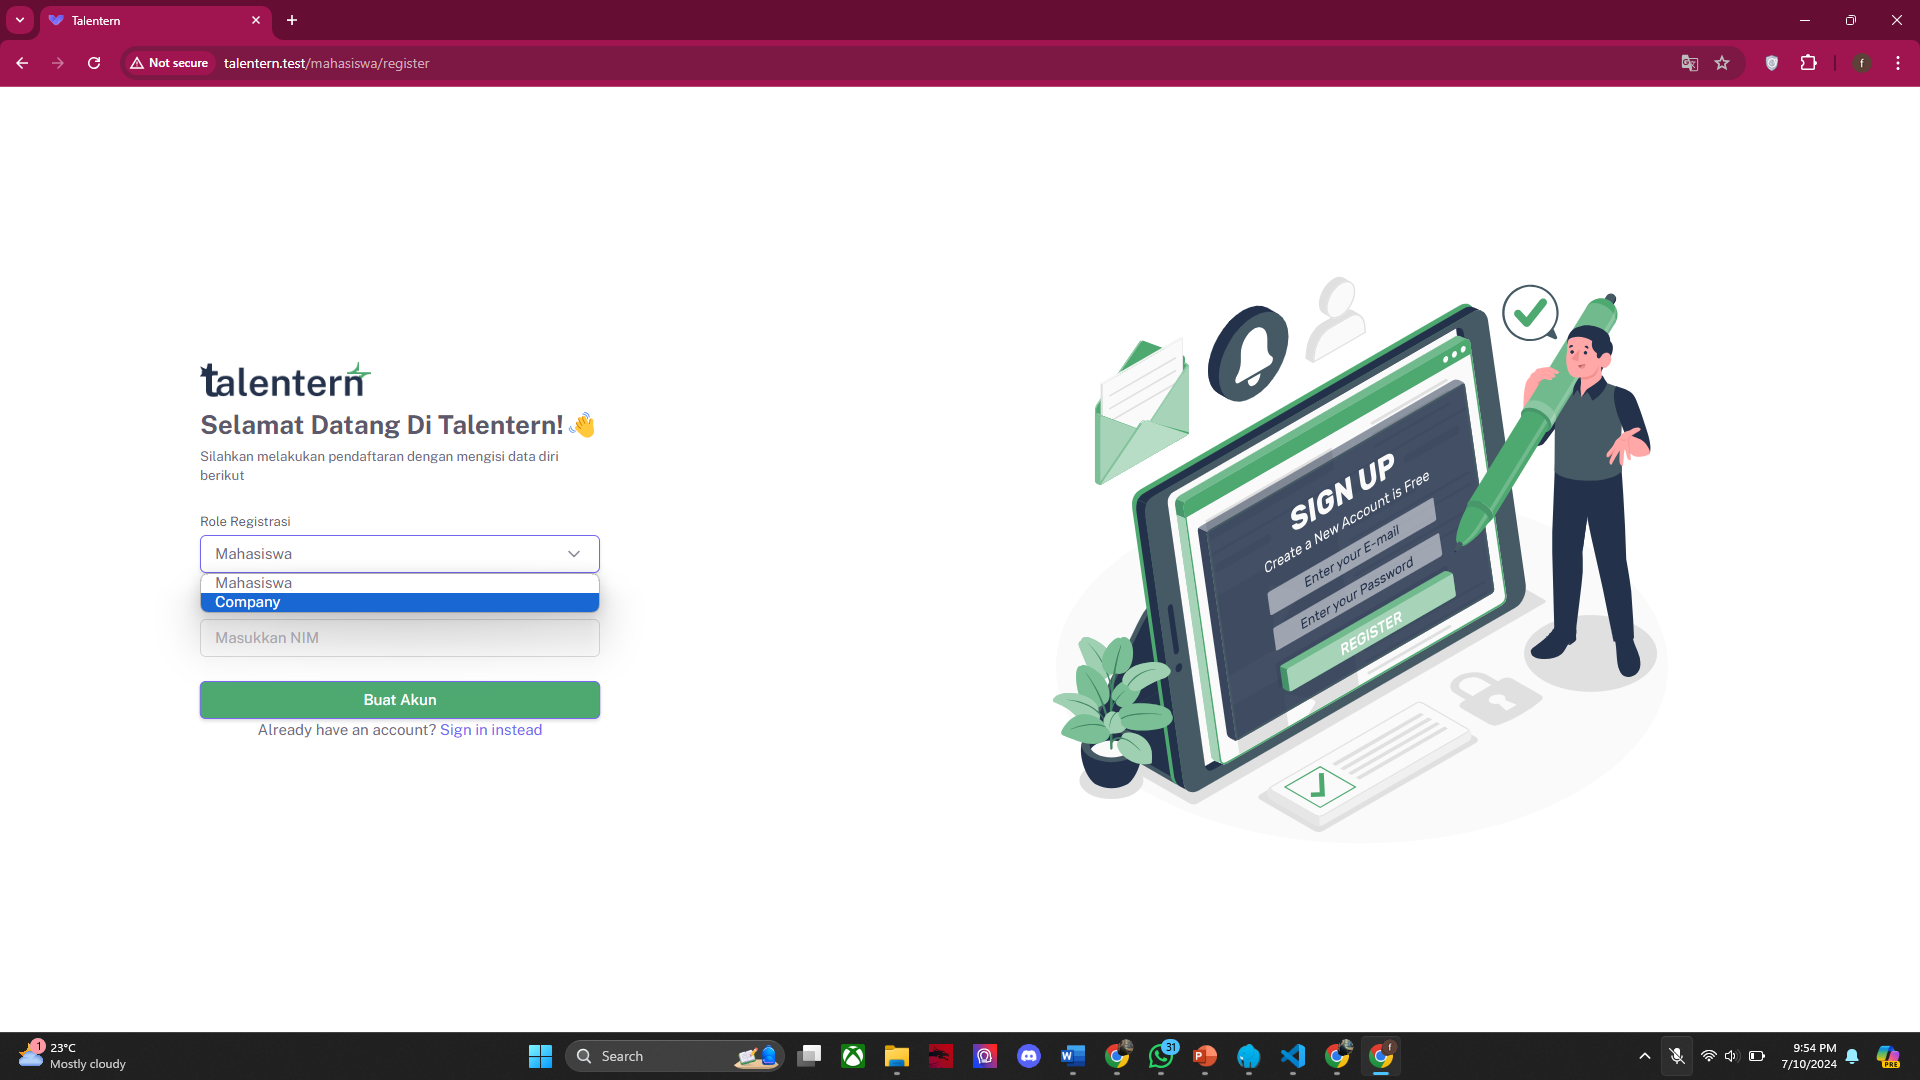 Talentern
Not secure
talentern.test/mahasiswa/register
f
talentern
Selamat Datang Di Talentern! 👋
Silahkan melakukan pendaftaran dengan mengisi data diri
berikut
Role Registrasi
Mahasiswa
Mahasiswa
Company
Masukkan NIM
Buat Akun
Already have an account? Sign in instead
SIGN UP
Create a New Account is Free
Enter your E-mail
Enter your Password
REGISTER
1
23°C
Mostly cloudy
Search
W
31
P
f
9:54 PM
7/10/2024
PRE